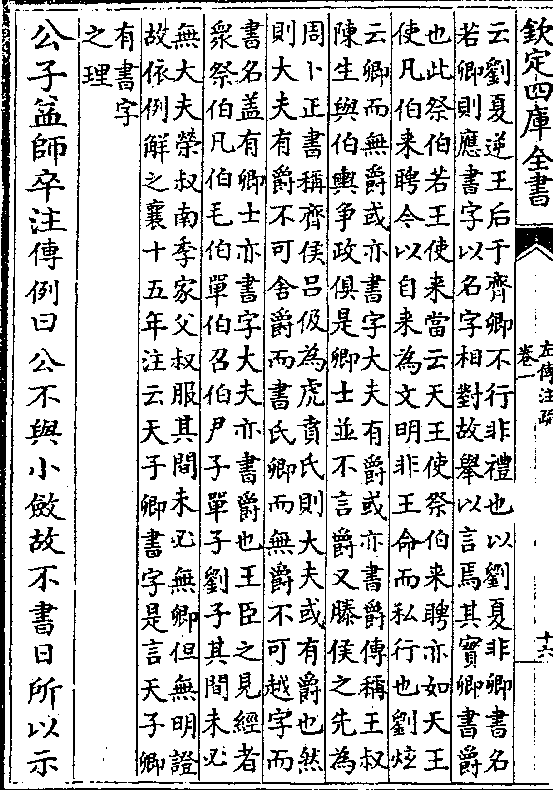 欽定四庫全書
左傳注疏
卷一
十六
云劉夏逆王后于齊卿不行非禮也以劉夏非卿書名
若卿則應書字以名字相對故舉以言焉其實卿書爵
也此祭伯若王使來當云天王使祭伯來聘亦如天王
使凡伯來聘今以自來為文明非王命而私行也劉炫
云卿而無爵或亦書字大夫有爵或亦書爵傳稱王叔
陳生與伯輿爭政俱是卿士並不言爵又滕侯之先為
周卜正書稱齊侯呂伋為虎賁氏則大夫或有爵也然
則大夫有爵不可舍爵而書氏卿而無爵不可越字而
書名蓋有卿士亦書字大夫亦書爵也王臣之見經者
衆祭伯凡伯毛伯單伯召伯尹子單子劉子其間未必
無大夫榮叔南季家父叔服其間未必無卿但無明證
故依例解之襄十五年注云天子卿書字是言天子卿
有書字
之理
公子益師卒注傳例曰公不與小斂故不書日所以示